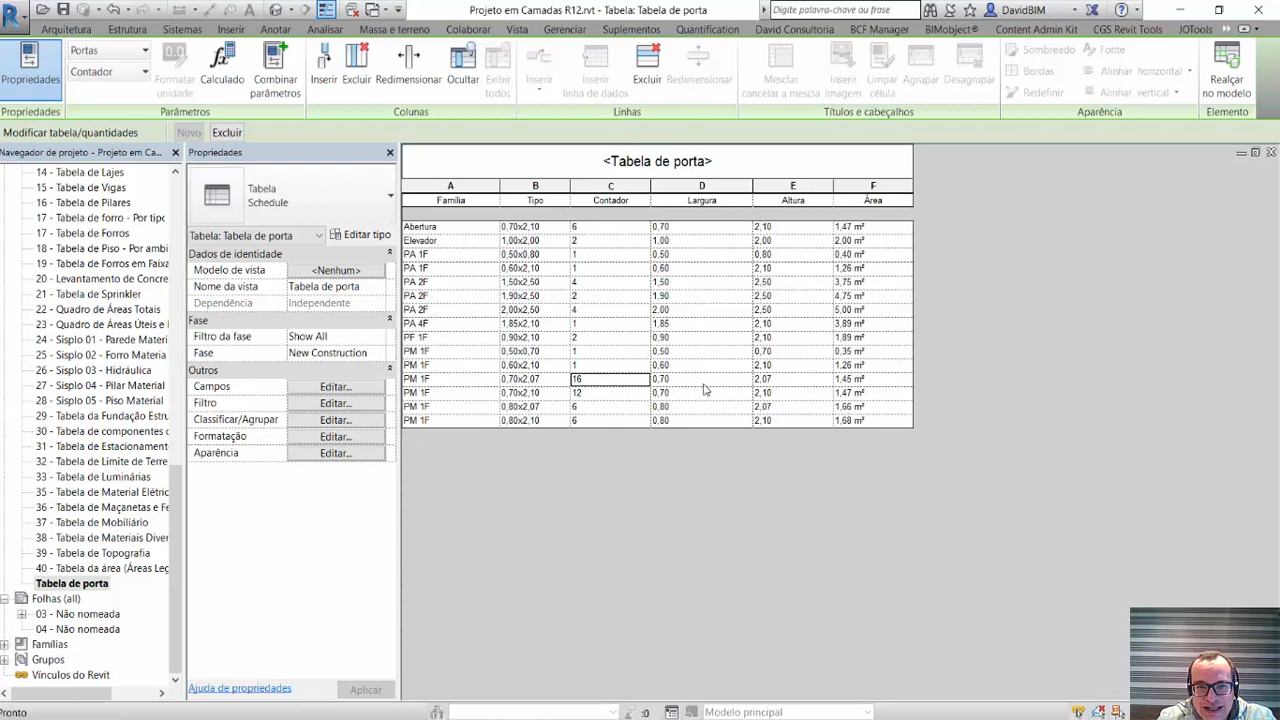 Projeto em Camadas R12.rvt - Tabela: Tabela de porta
Digite palavra-chave ou frase
DavidBIM
Arquitetura Estrutura Sistemas Inserir Anotar Analisar Massa e terreno Colaborar Vista Gerenciar Suplementos Quantification David Consultoria BCF Manager BIMobject® Content Admin Kit CGS Revit Tools JOTools
Propriedades
Portas
Contador
Formatar unidade
Calculado
Combinar parâmetros
Inserir
Excluir
Redimensionar
Ocultar
Exibir todos
Inserir
Inserir linha de dados
Excluir
Redimensionar
Mesclar cancelar a mescla
Inserir imagem
Limpar célula
Agrupar
Desagrupar
Sombreado
Bordas
Redefinir
Fonte
Alinhar horizontal
Alinhar vertical
Realçar no modelo
Propriedades Parâmetros Colunas Linhas Títulos e cabeçalhos Aparência Elemento
Modificar tabela/quantidades Novo Excluir
Navegador de projeto - Projeto em Ca...
14 - Tabela de Lajes
15 - Tabela de Vigas
16 - Tabela de Pilares
17 - Tabela de forro - Por tipo
17 - Tabela de Forros
18 - Tabela de Piso - Por ambi
19 - Tabela de Forros em Faixa
20 - Levantamento de Concre
21 - Tabela de Sprinkler
22 - Quadro de Áreas Totais
23 - Quadro de Áreas Úteis e
24 - Sisplo 01 - Parede Materi
25 - Sisplo 02 - Forro Materia
26 - Sisplo 03 - Hidráulica
27 - Sisplo 04 - Pilar Material
28 - Sisplo 05 - Piso Material
29 - Tabela da Fundação Estru
30 - Tabela de componentes c
31 - Tabela de Estacionament
32 - Tabela de Limite de Terre
33 - Tabela de Luminárias
35 - Tabela de Material Elétric
36 - Tabela de Maçanetas e Fe
37 - Tabela de Mobiliário
38 - Tabela de Materiais Diver
39 - Tabela de Topografia
40 - Tabela da área (Áreas Leg
Tabela de porta
Folhas (all)
03 - Não nomeada
04 - Não nomeada
Famílias
Grupos
Vínculos do Revit
Propriedades
Tabela
Schedule
Tabela: Tabela de porta Editar tipo
Dados de identidade
Modelo de vista <Nenhum>
Nome da vista Tabela de porta
Dependência Independente
Fase
Filtro da fase Show All
Fase New Construction
Outros
Campos Editar...
Filtro Editar...
Classificar/Agrupar Editar...
Formatação Editar...
Aparência Editar...
Ajuda de propriedades Aplicar
<Tabela de porta>
A B C D E F
Família Tipo Contador Largura Altura Área
Abertura 0,70x2,10 6 0,70 2,10 1,47 m²
Elevador 1,00x2,00 2 1,00 2,00 2,00 m²
PA 1F 0,50x0,80 1 0,50 0,80 0,40 m²
PA 1F 0,60x2,10 1 0,60 2,10 1,26 m²
PA 2F 1,50x2,50 4 1,50 2,50 3,75 m²
PA 2F 1,90x2,50 2 1,90 2,50 4,75 m²
PA 2F 2,00x2,50 4 2,00 2,50 5,00 m²
PA 4F 1,85x2,10 1 1,85 2,10 3,89 m²
PF 1F 0,90x2,10 2 0,90 2,10 1,89 m²
PM 1F 0,50x0,70 1 0,50 0,70 0,35 m²
PM 1F 0,60x2,10 1 0,60 2,10 1,26 m²
PM 1F 0,70x2,07 16 0,70 2,07 1,45 m²
PM 1F 0,70x2,10 12 0,70 2,10 1,47 m²
PM 1F 0,80x2,07 6 0,80 2,07 1,66 m²
PM 1F 0,80x2,10 6 0,80 2,10 1,68 m²
Pronto
:0
Modelo principal